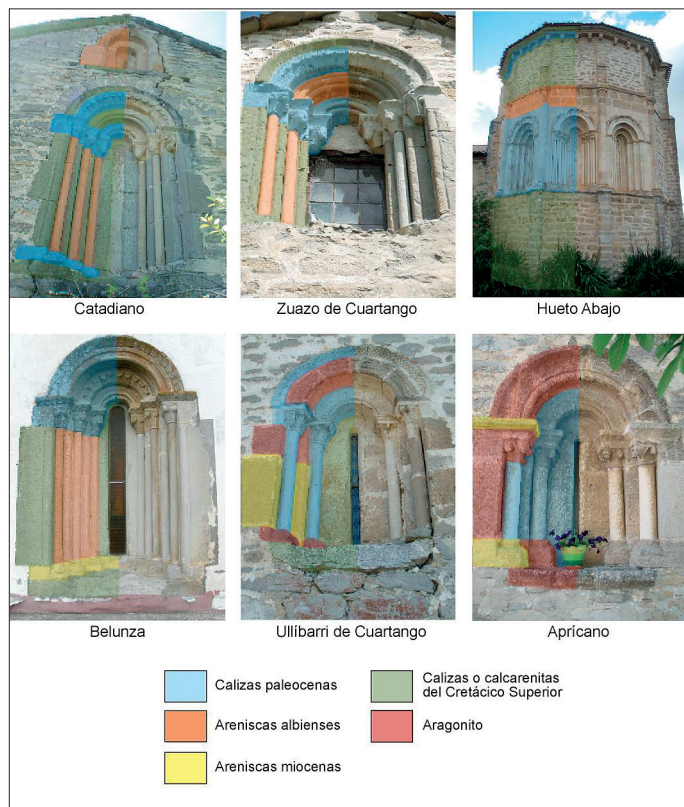 Catadiano
Zuazo de Cuartango
Hueto Abajo
Belunza
Ullíbarri de Cuartango
Aprícano
Calizas paleocenas
Areniscas albienses
Areniscas miocenas
Calizas o calcarenitas
del Cretácico Superior
Aragonito